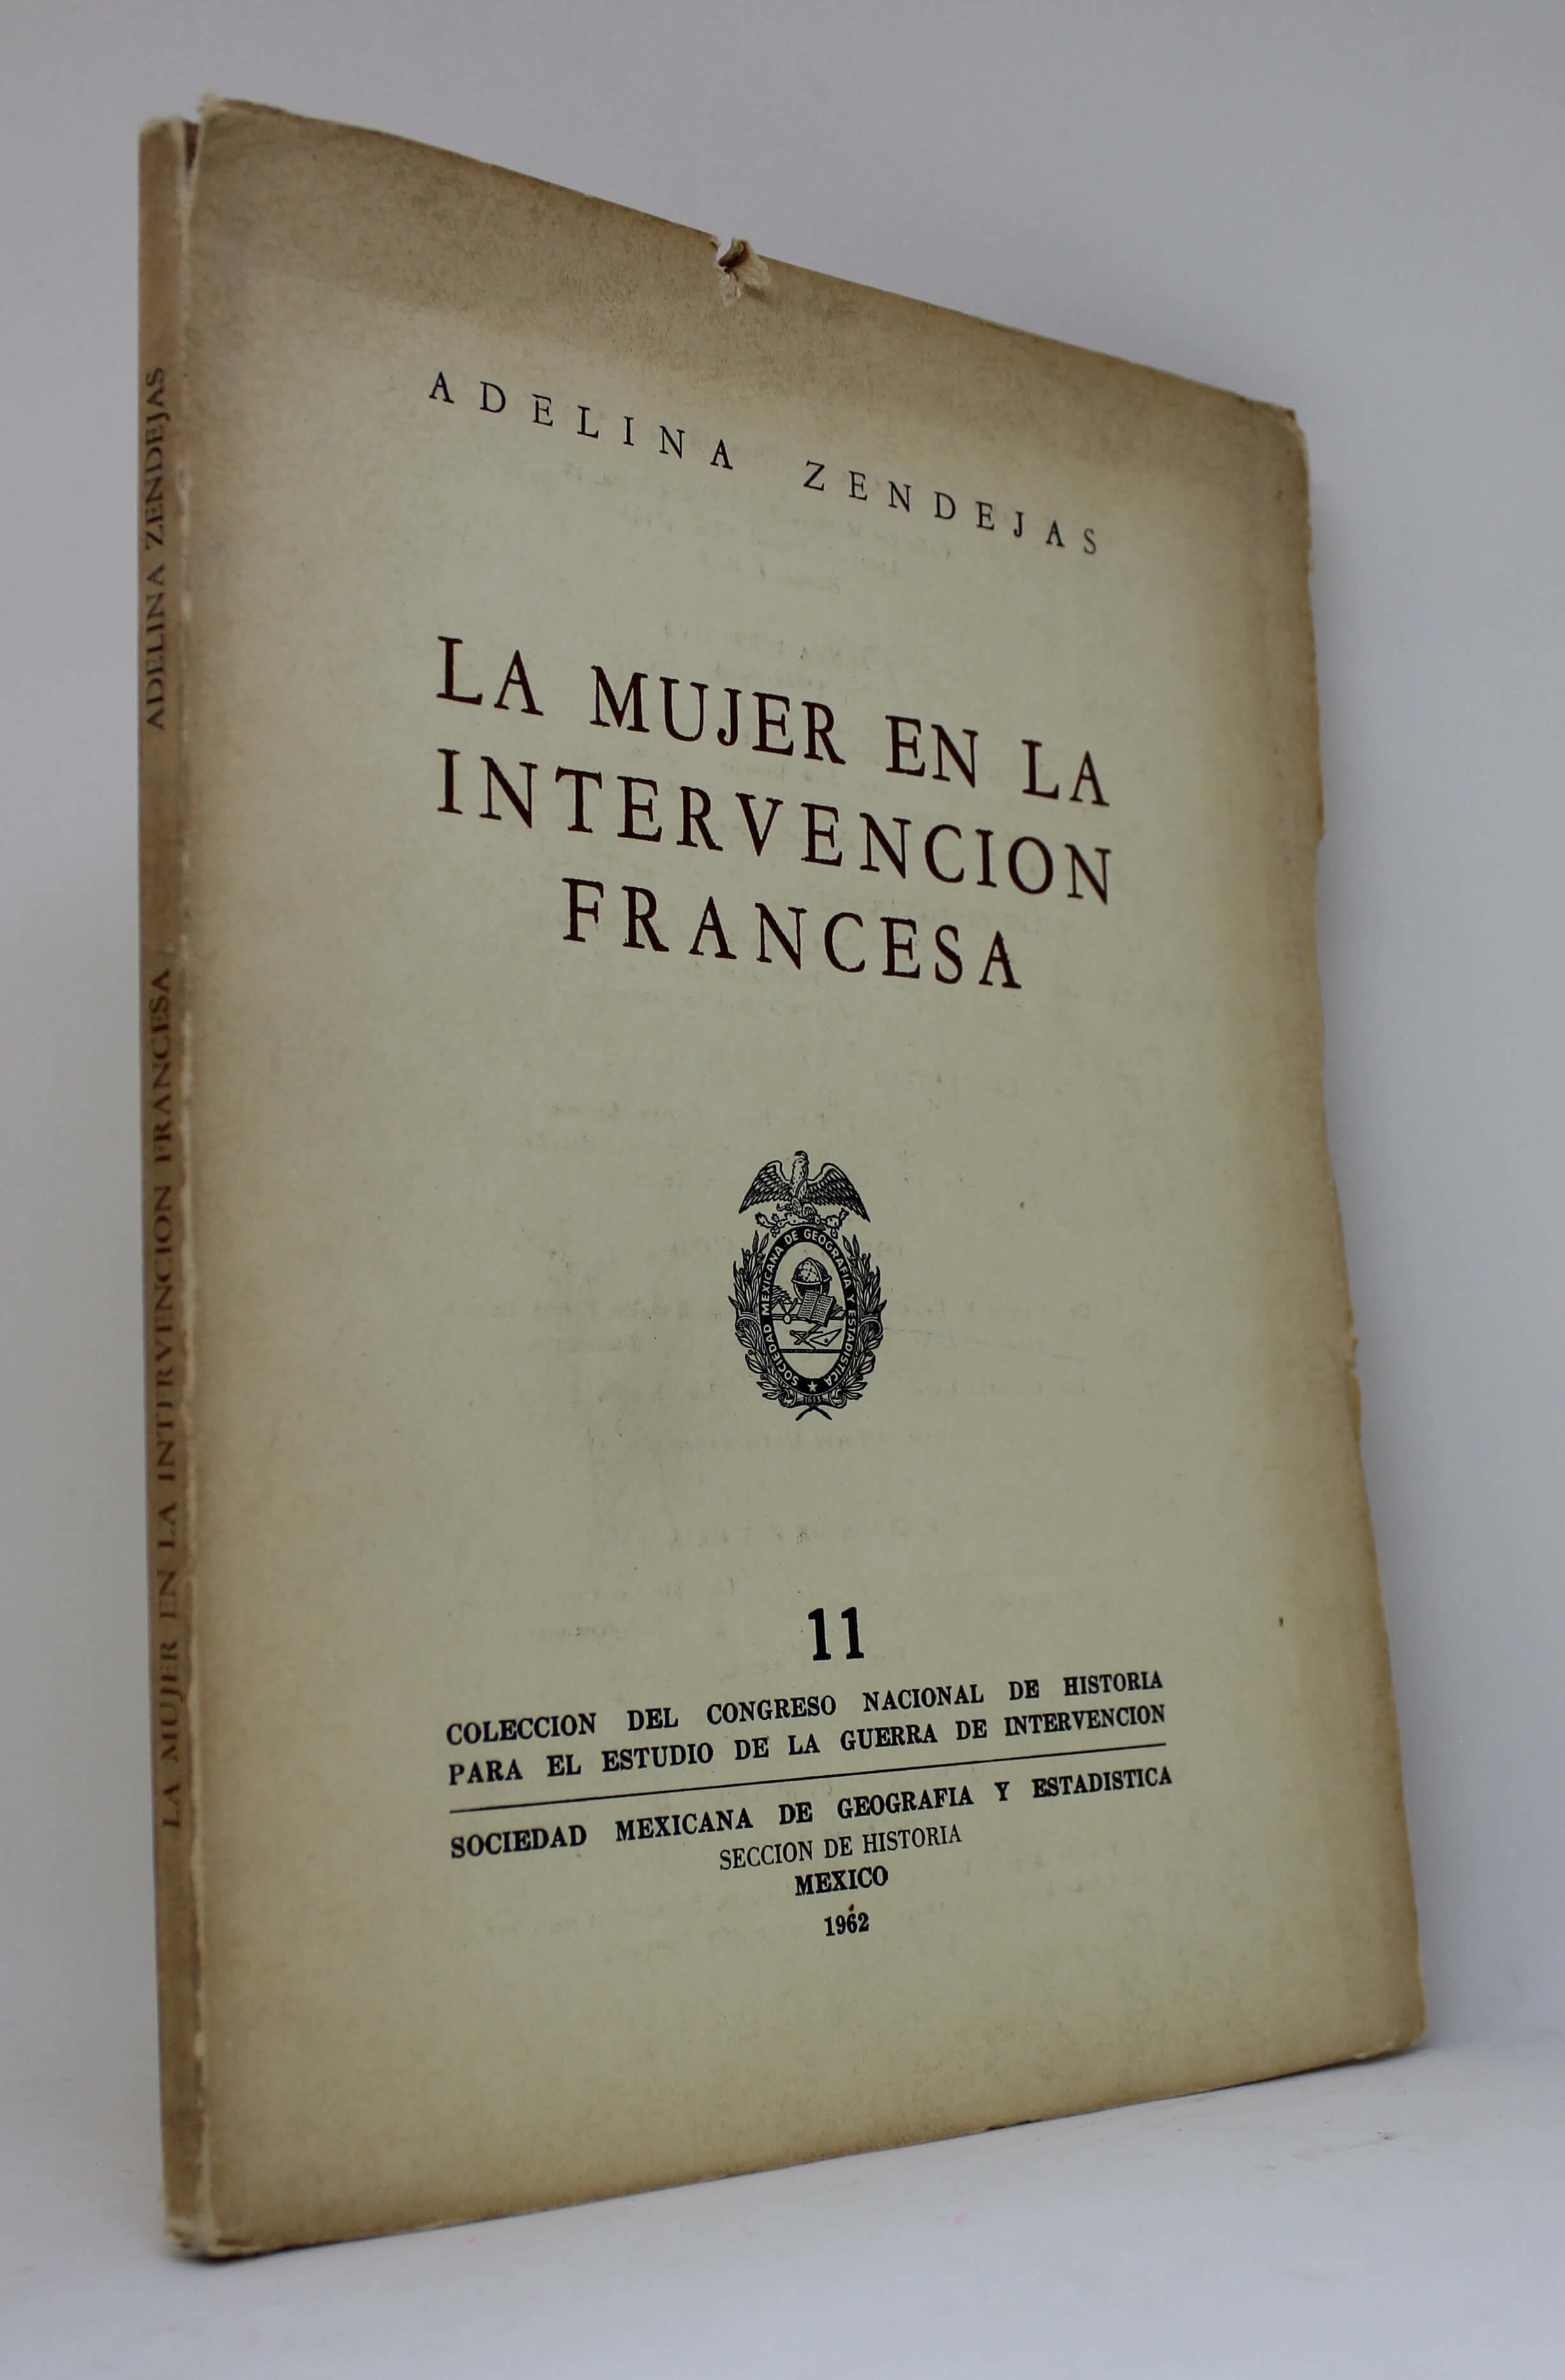 ADELINA ZENDEJAS
LA MUJER EN LA
INTERVENCION
FRANCESA
SOCIEDAD MEXICANA DE GEOGRAFIA Y ESTADISTICA
11
COLECCION DEL CONGRESO NACIONAL DE HISTORIA
PARA EL ESTUDIO DE LA GUERRA DE INTERVENCION
SOCIEDAD MEXICANA DE GEOGRAFIA Y ESTADISTICA
SECCION DE HISTORIA
MEXICO
1962
LA MUJER EN LA INTERVENCION FRANCESA ADELINA ZENDEJAS